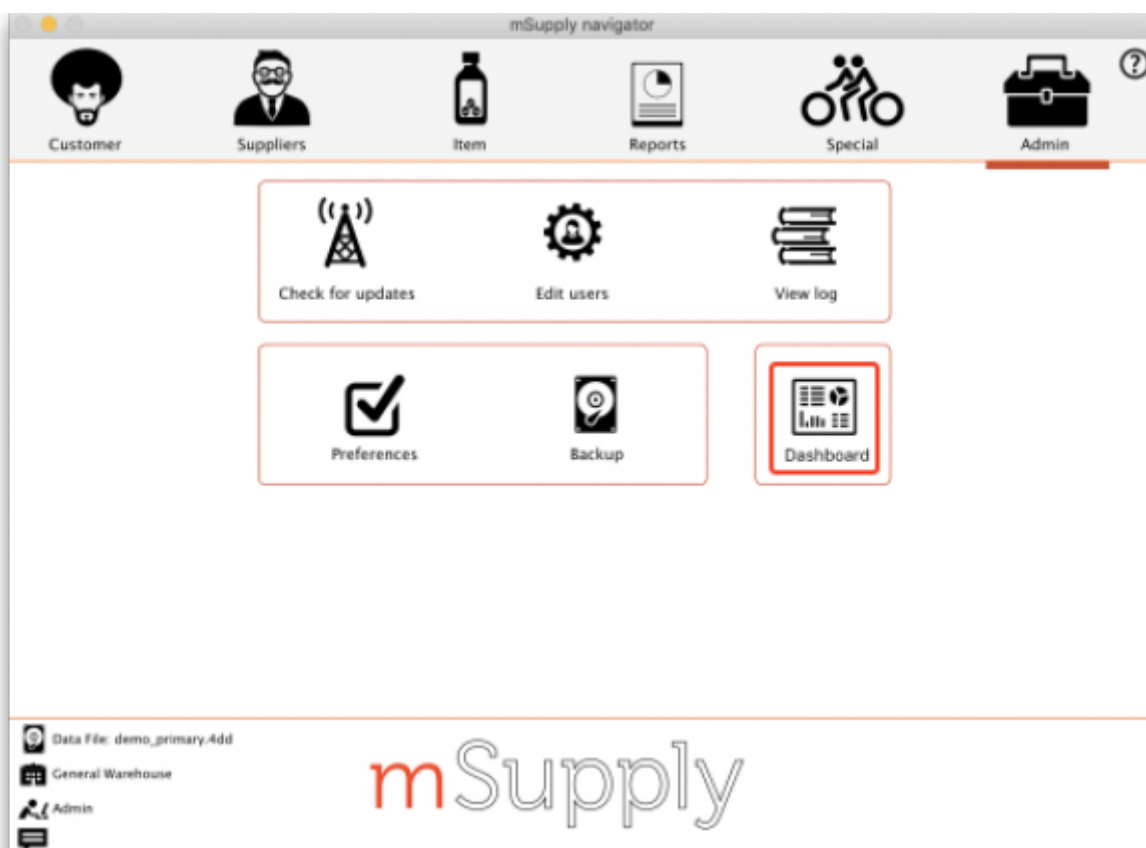 mSupply navigator
?
Customer Suppliers Item Reports Special Admin
Check for updates Edit users View log
Preferences Backup Dashboard
Data File: demo_primary.4dd
General Warehouse
Admin
mSupply